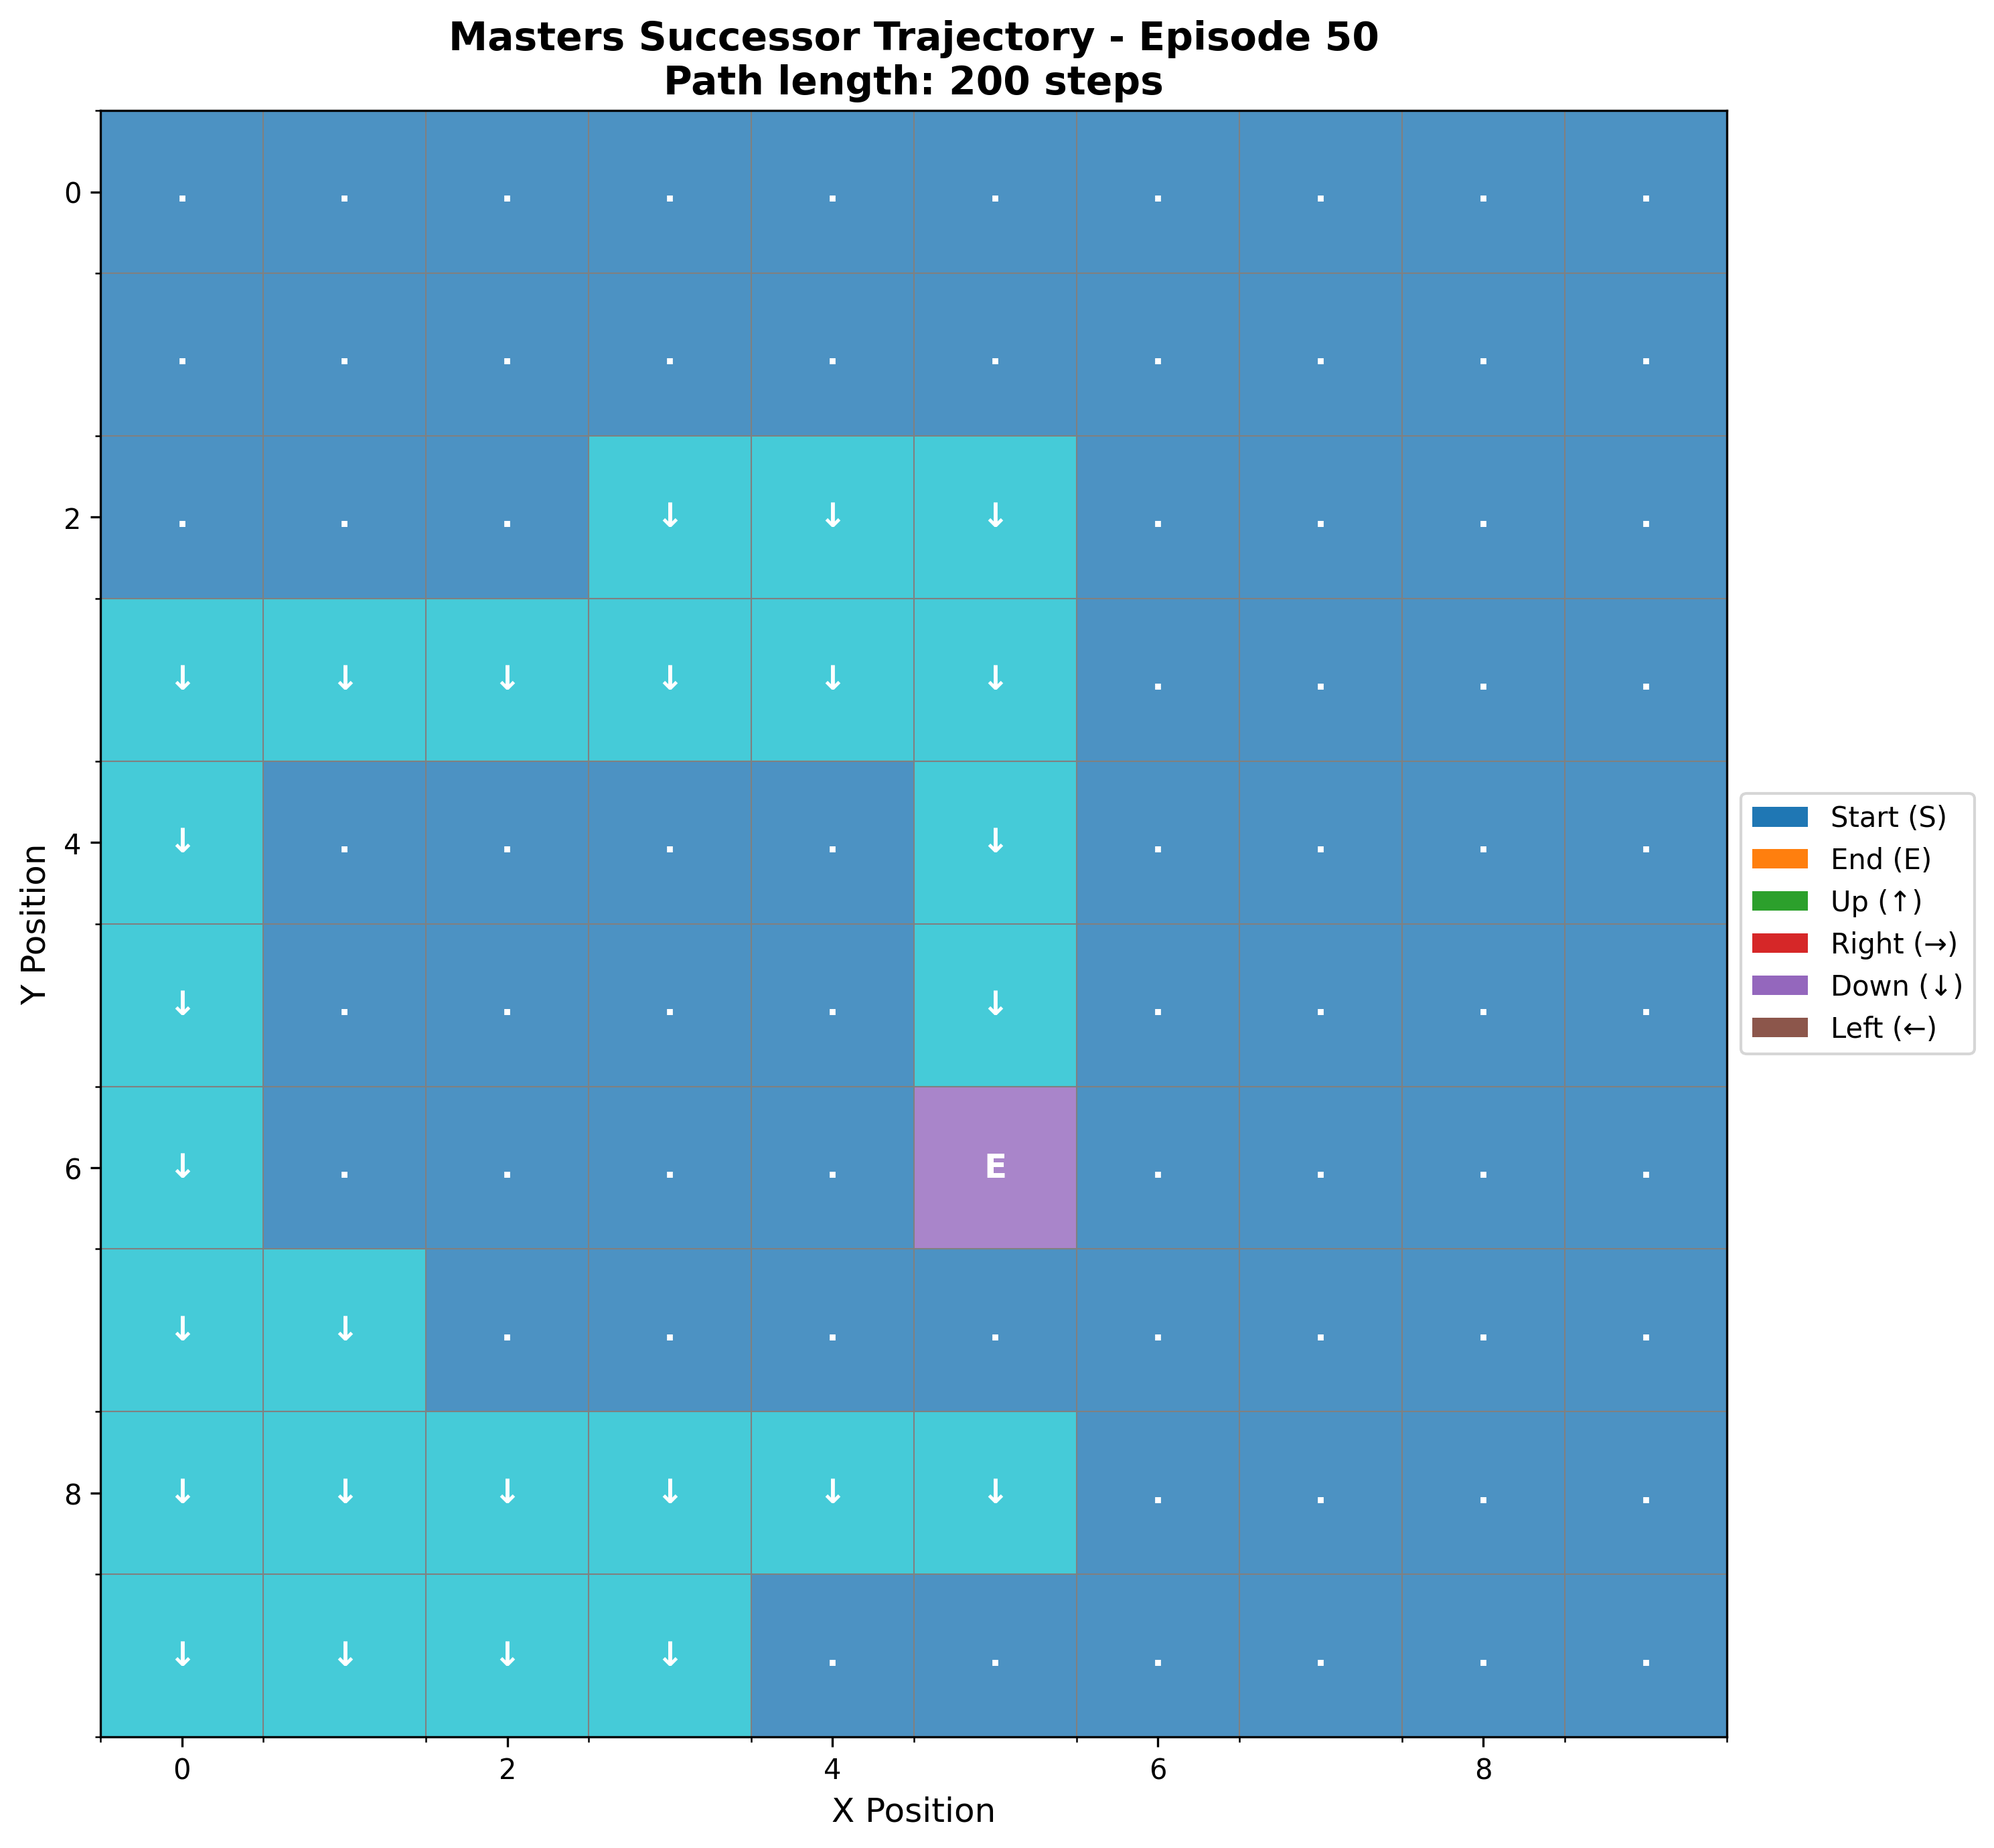 Masters Successor Trajectory - Episode 50
Path length: 200 steps
0 . . . . . . . . . .
. . . . . . . . . .
2 . . . ↓ ↓ ↓ . . . .
↓ ↓ ↓ ↓ ↓ ↓ . . . .
4 ↓ . . . . ↓ . . . .
↓ . . . . ↓ . . . .
6 ↓ . . . . E . . . .
↓ ↓ . . . . . . . .
8 ↓ ↓ ↓ ↓ ↓ ↓ . . . .
↓ ↓ ↓ ↓ . . . . . .
0 2 4 6 8
X Position
Y Position
Start (S)
End (E)
Up (↑)
Right (→)
Down (↓)
Left (←)